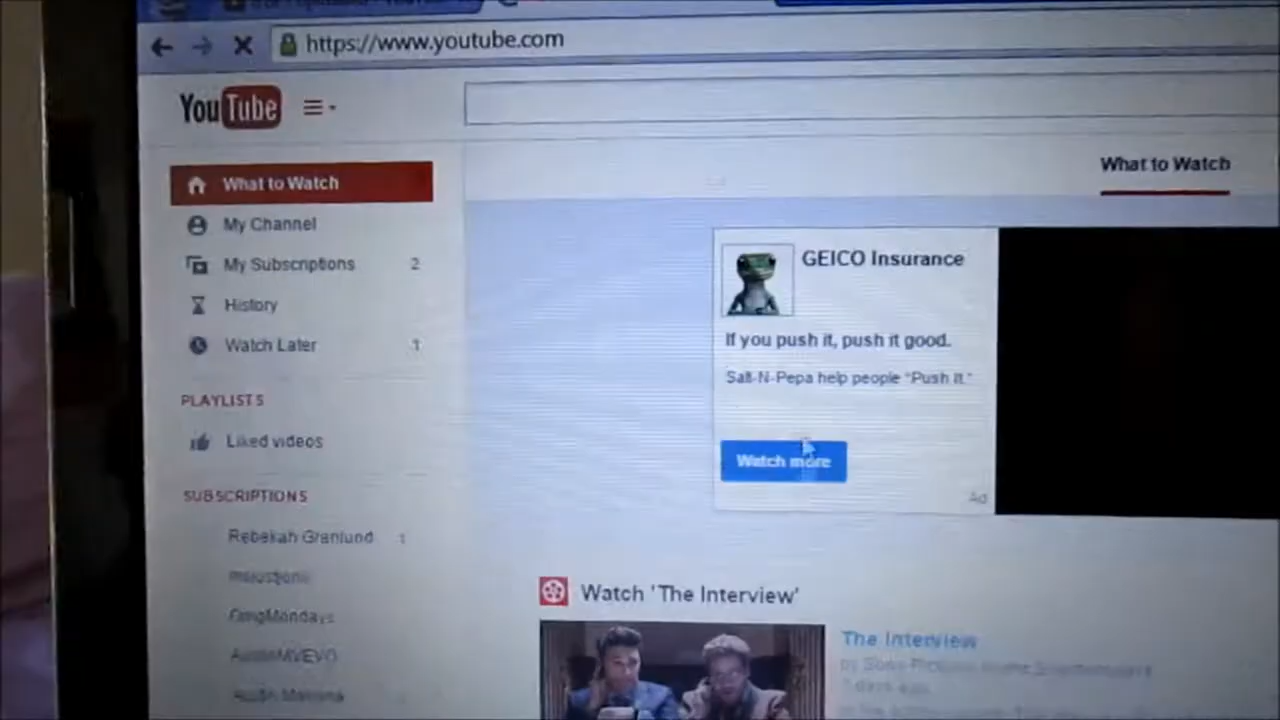 https://www.youtube.com
YouTube
What to Watch
What to Watch
My Channel
My Subscriptions 2
History
Watch Later 1
PLAYLISTS
Liked videos
SUBSCRIPTIONS
Rebekah Granlund 1
GEICO Insurance
If you push it, push it good.
Salt-N-Pepa help people “Push It.”
Watch more
Ad
Watch 'The Interview'
The Interview